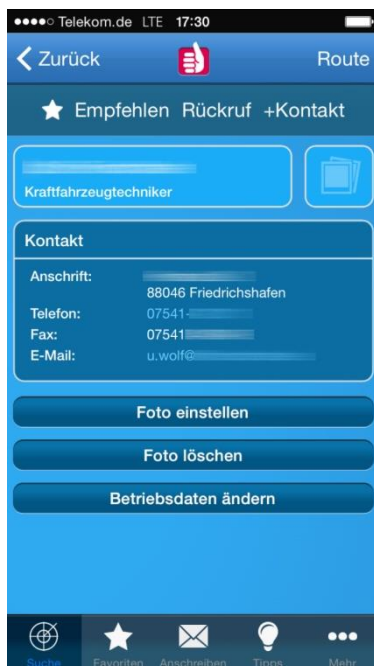 Telekom.de LTE 17:30
Zurück Route
Empfehlen Rückruf +Kontakt
Kraftfahrzeugtechniker
Kontakt
Anschrift:
88046 Friedrichshafen
Telefon: 07541-
Fax: 07541
E-Mail: u.wolf@
Foto einstellen
Foto löschen
Betriebsdaten ändern
Suche Favoriten Anschreiben Tipps Mehr